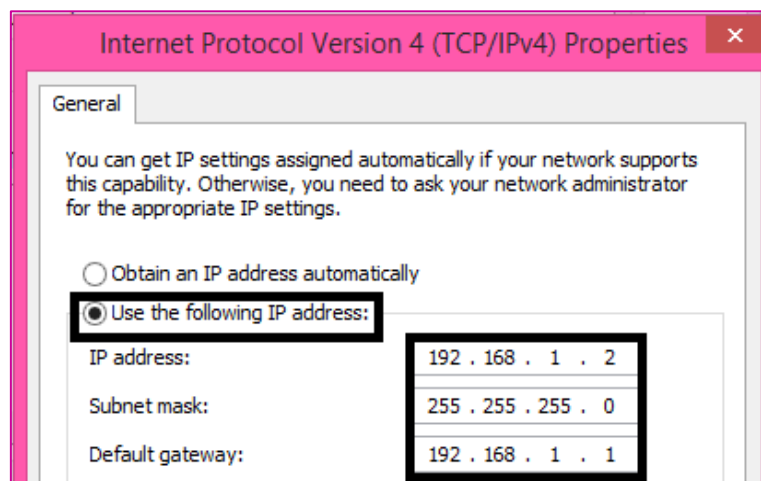 Internet Protocol Version 4 (TCP/IPv4) Properties
General
You can get IP settings assigned automatically if your network supports
this capability. Otherwise, you need to ask your network administrator
for the appropriate IP settings.
Obtain an IP address automatically
Use the following IP address:
IP address: 192 . 168 . 1 . 2
Subnet mask: 255 . 255 . 255 . 0
Default gateway: 192 . 168 . 1 . 1